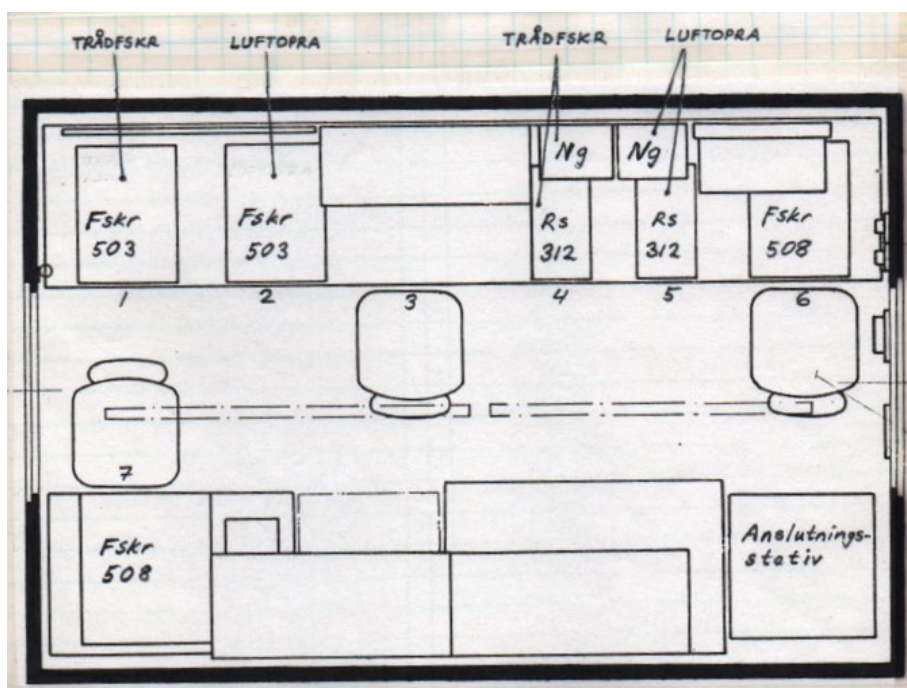 TRÅDFSKR LUFTOPRA TRÅDFSKR LUFTOPRA
Ng Ng
Fskr
503
Fskr
503
Rs
312
Rs
312
Fskr
508
1 2 3 4 5 6
7
Fskr
508
Anslutnings-
stativ